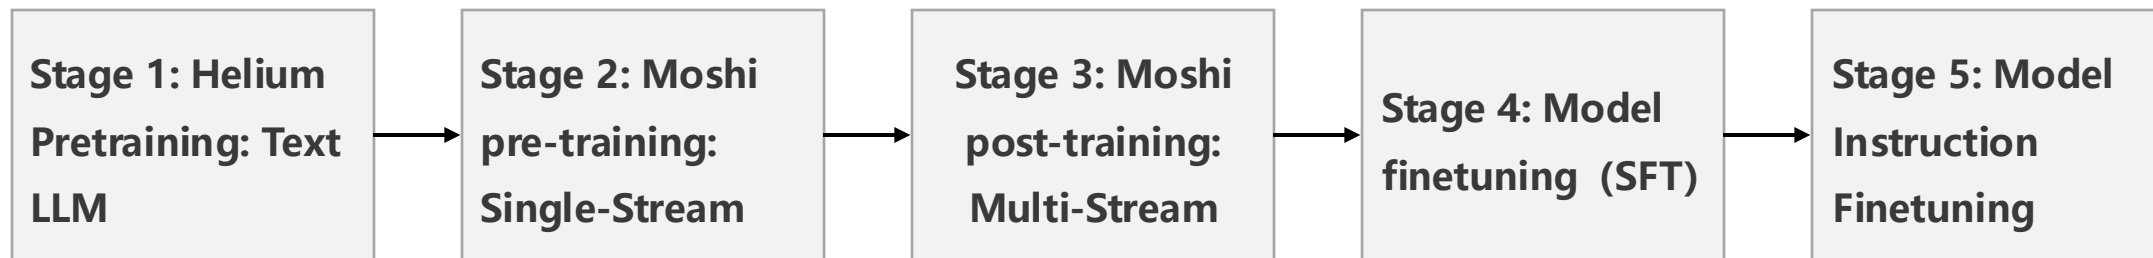 Stage 1: Helium
Pretraining: Text
LLM
Stage 2: Moshi
pre-training:
Single-Stream
Stage 3: Moshi
post-training:
Multi-Stream
Stage 4: Model
finetuning (SFT)
Stage 5: Model
Instruction
Finetuning